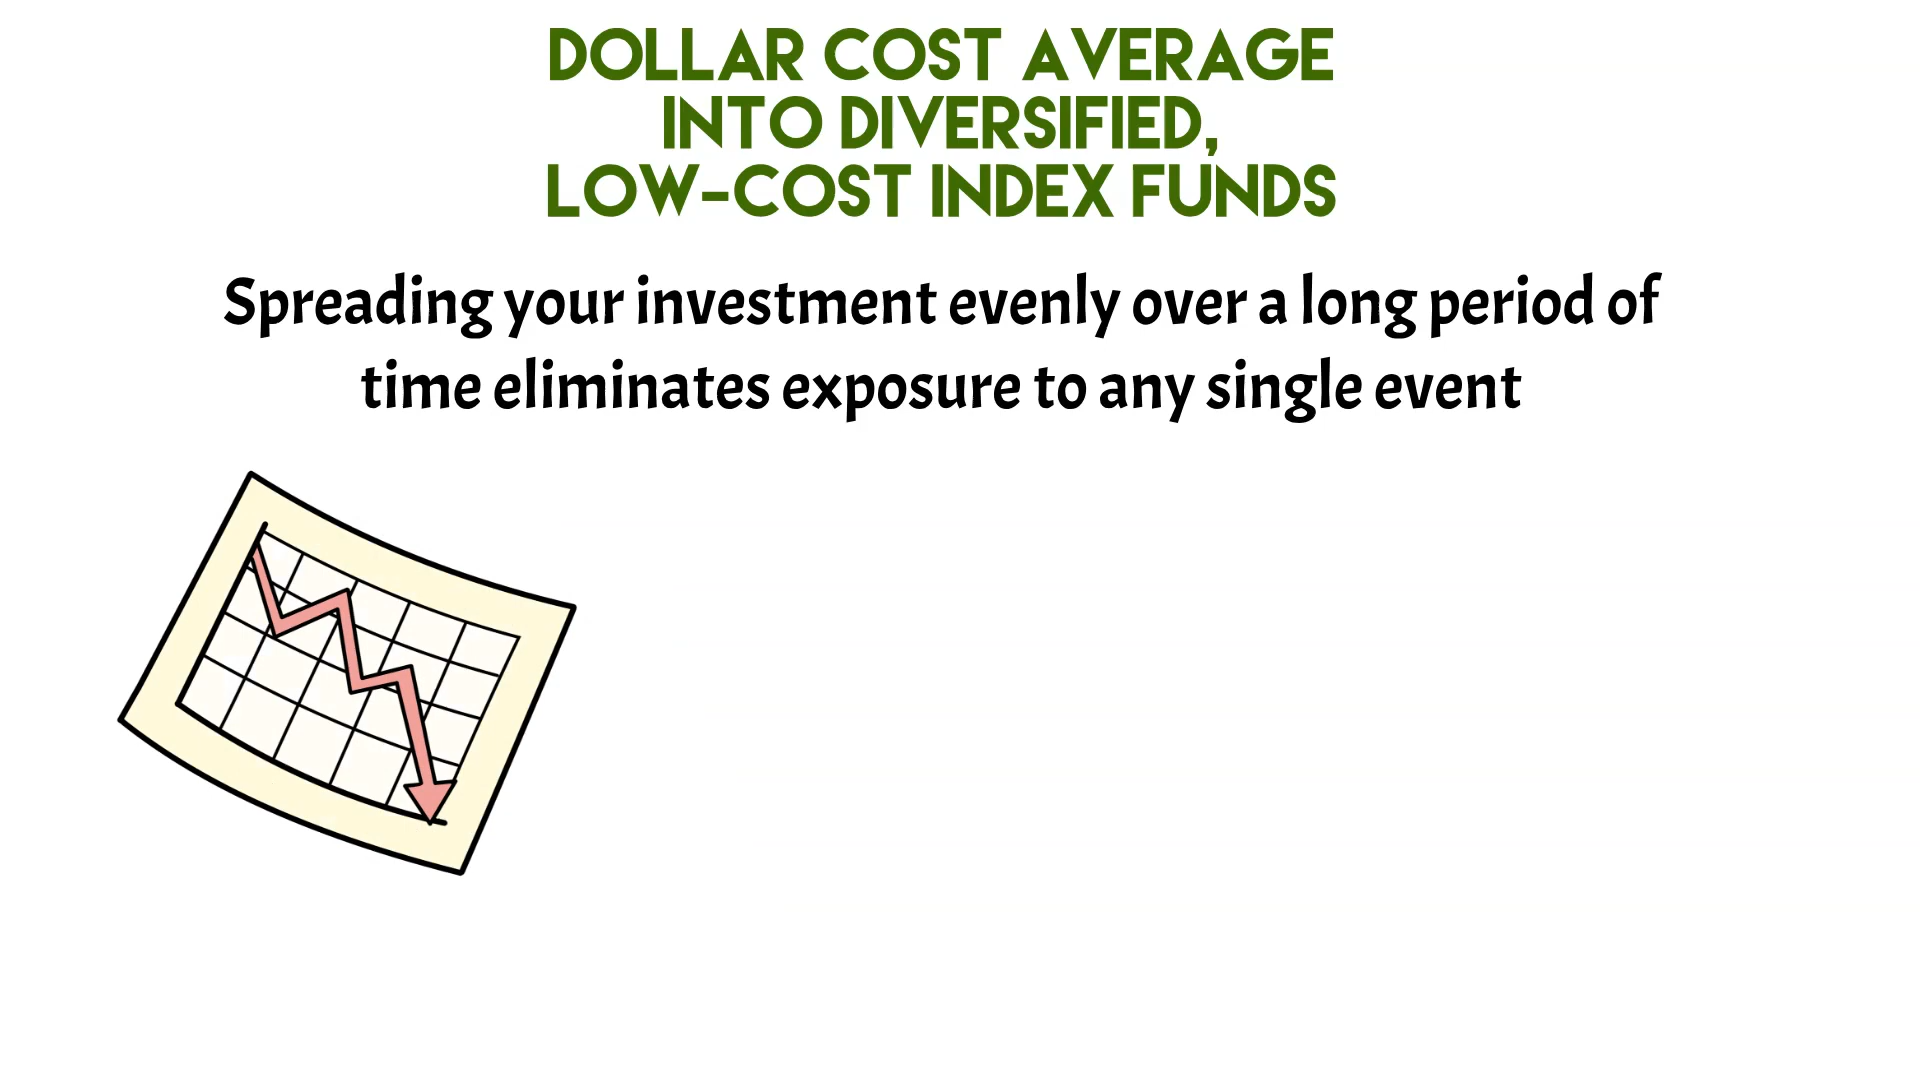 DOLLAR COST AVERAGE
INTO DIVERSIFIED,
LOW-COST INDEX FUNDS
Spreading your investment evenly over a long period of
time eliminates exposure to any single event